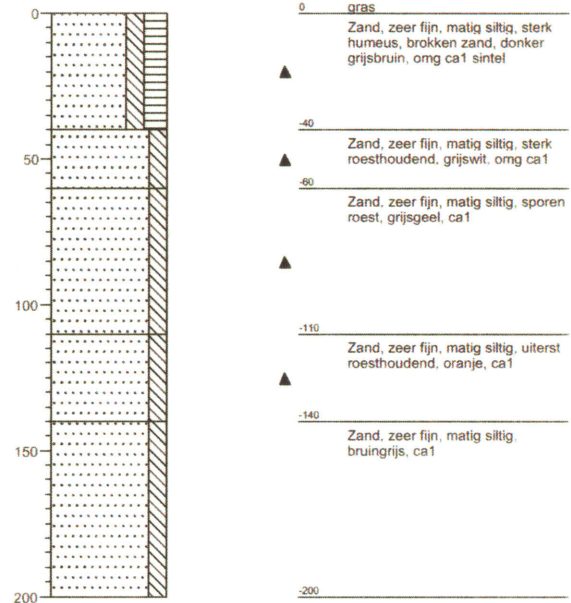 0
0
gras
Zand, zeer fijn, matig siltig, sterk
humeus, brokken zand, donker
grijsbruin, omg ca1 sintel
-40
Zand, zeer fijn, matig siltig, sterk
roesthoudend, grijswit. omg ca1
50
-60
Zand, zeer fijn, matig siltig, sporen
roest, grijsgeel, ca1
100
-110
Zand, zeer fijn, matig siltig, uiterst
roesthoudend, oranje, ca1
-140
Zand, zeer fijn, matig siltig,
bruingrijs, ca1
150
200
-200